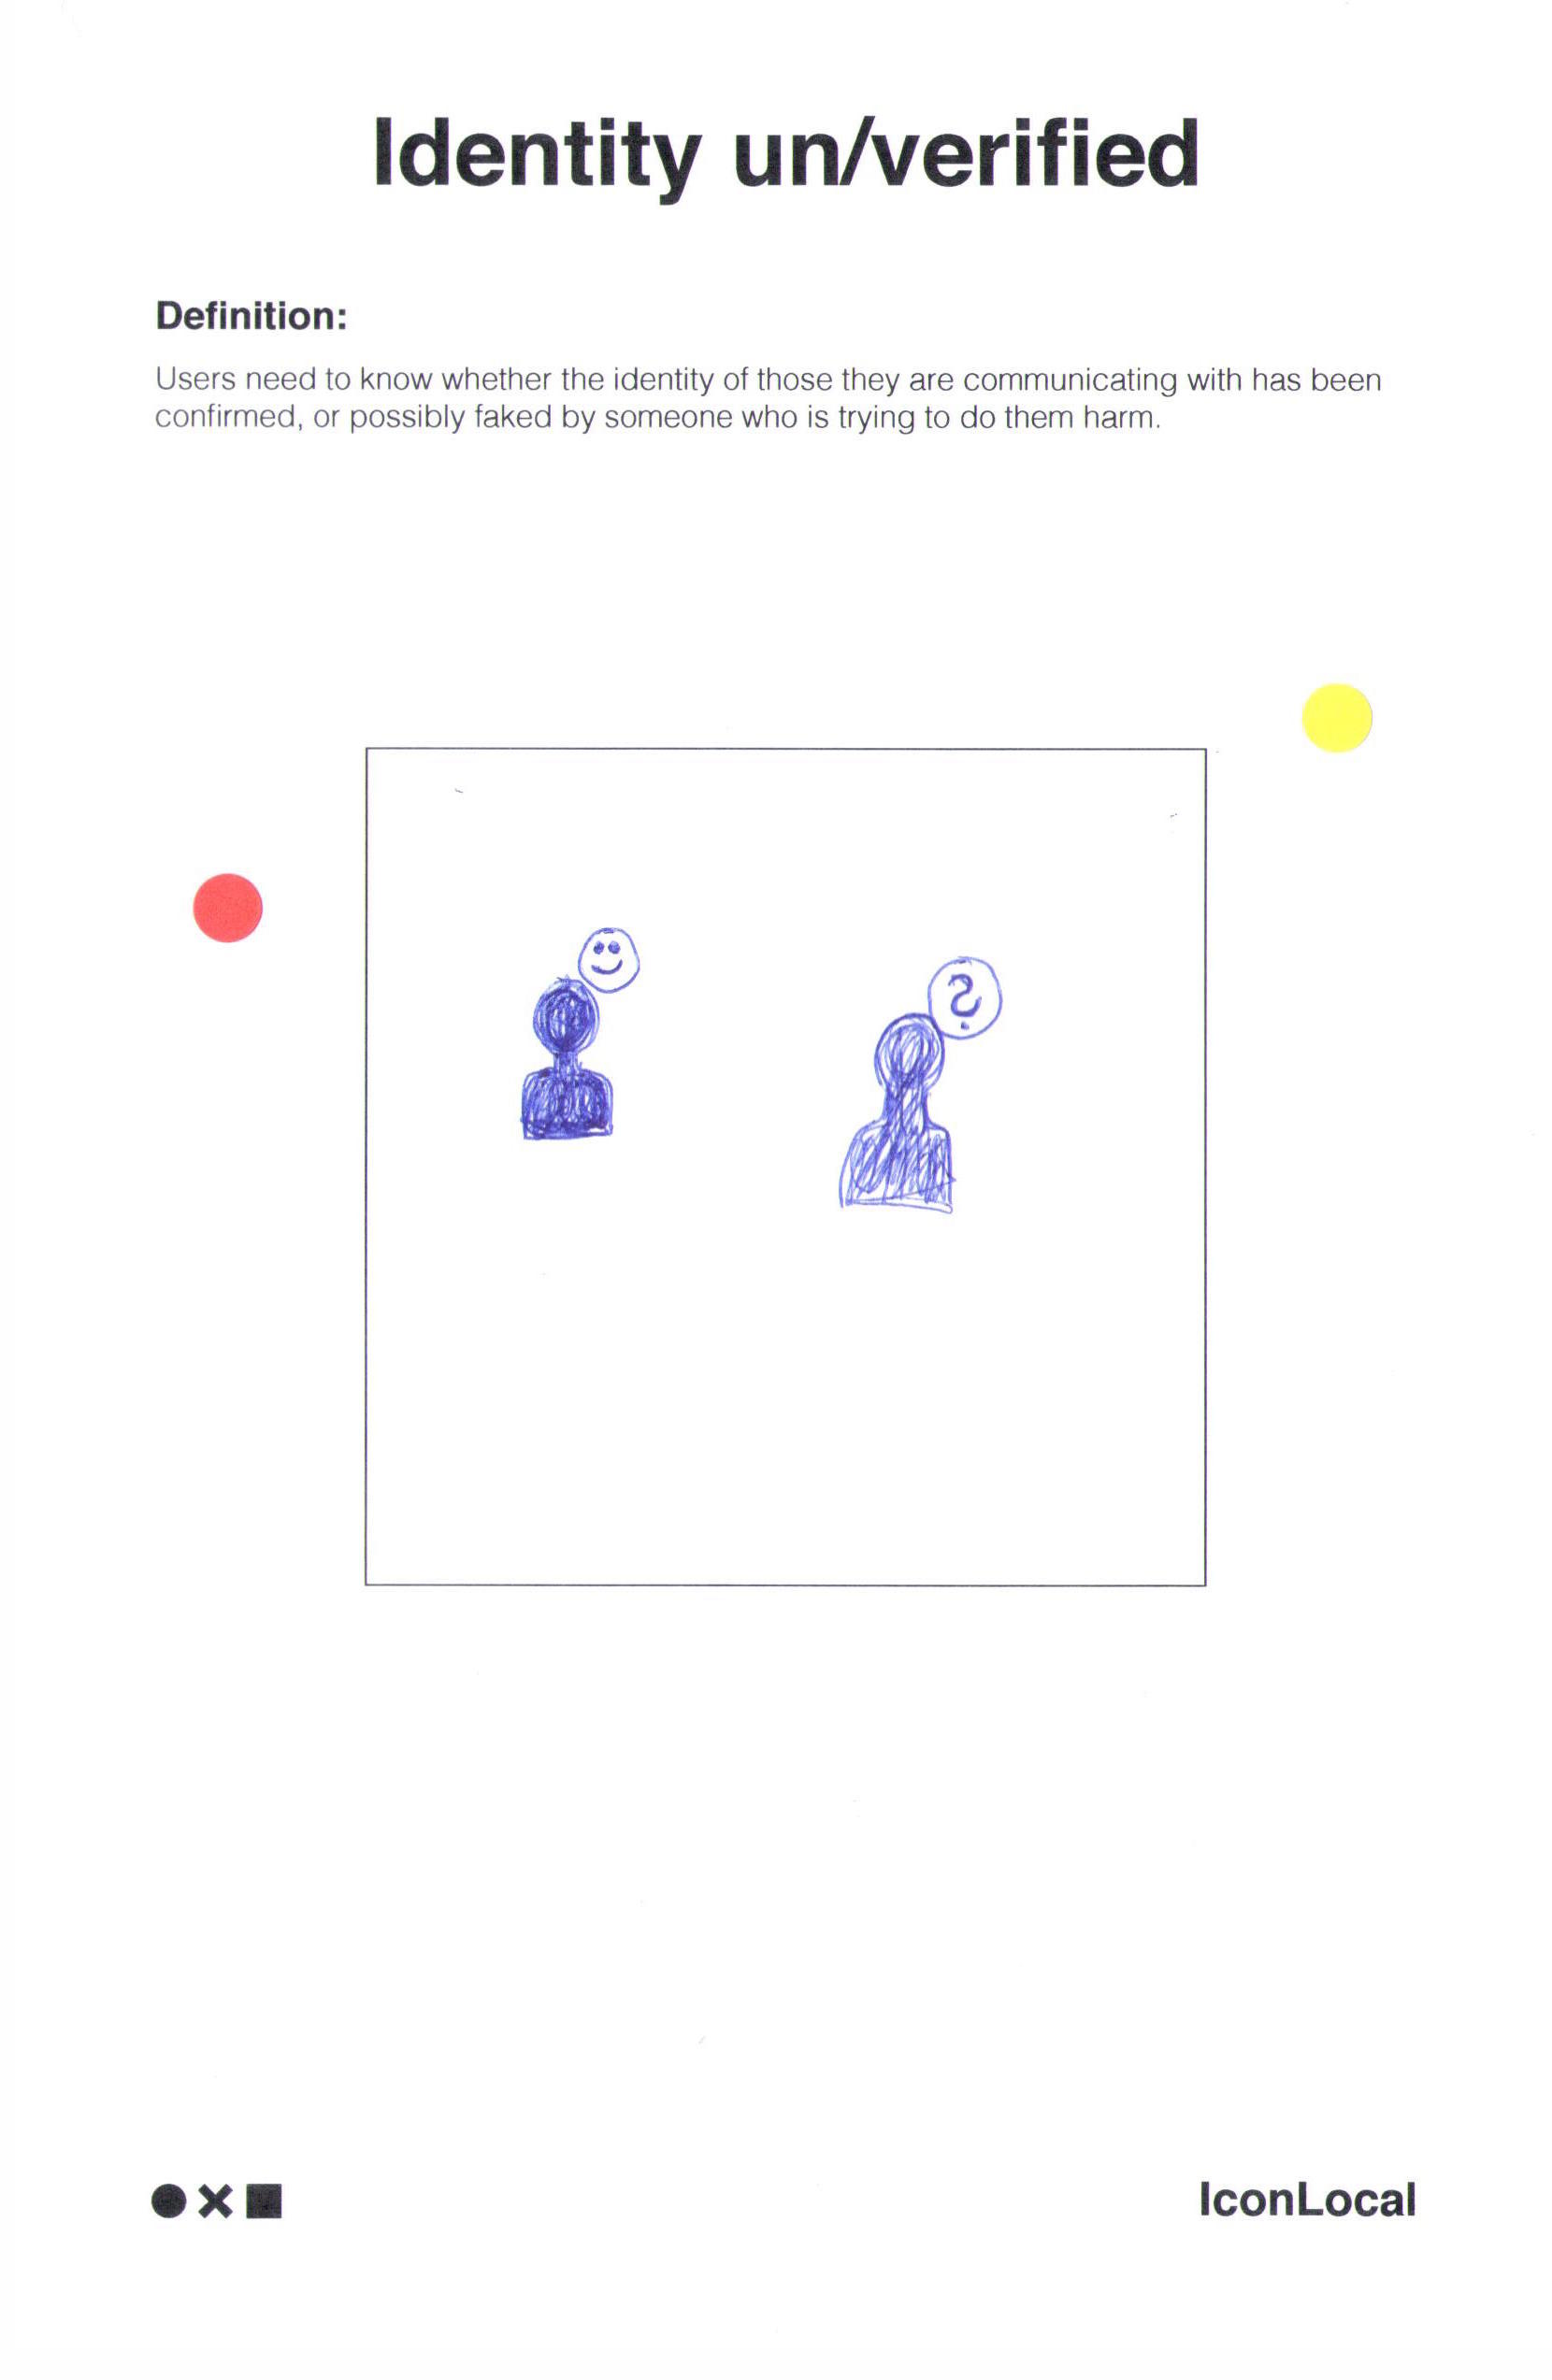 Identity un/verified
Definition:
Users need to know whether the identity of those they are communicating with has been
confirmed, or possibly faked by someone who is trying to do them harm.
?
IconLocal